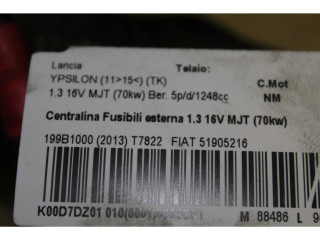 Lancia Telaio:
YPSILON (11>15<) (TK) C.Mot
1.3 16V MJT (70kw) Ber. 5p/d/1248cc NM
Centralina Fusibili esterna 1.3 16V MJT (70kw)
199B1000 (2013) T7822 FIAT 51905216
K00D7DZ01 M 88486 L